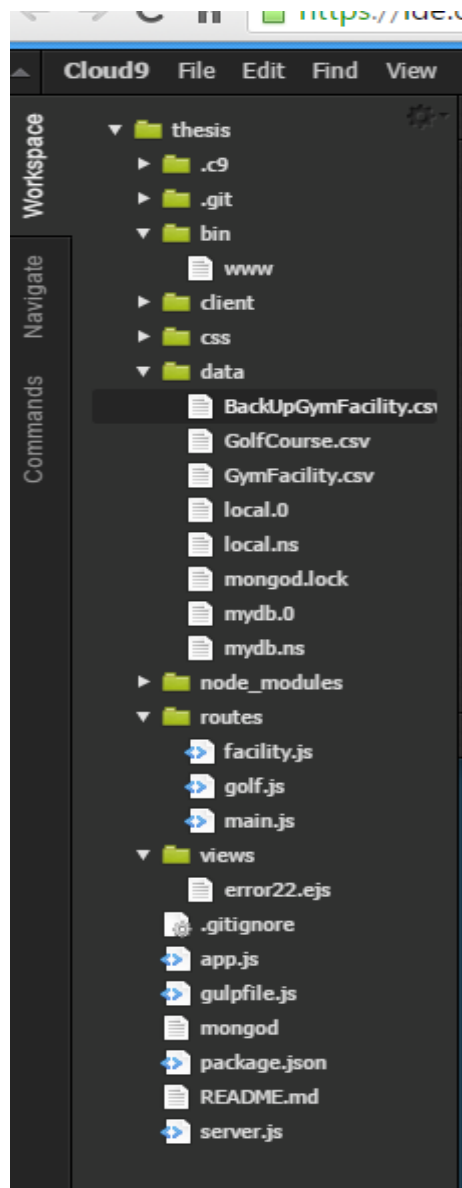 https://ide.c
Cloud9 File Edit Find View
Workspace
Navigate
Commands
thesis
.c9
.git
bin
www
client
css
data
BackUpGymFacility.csv
GolfCourse.csv
GymFacility.csv
local.0
local.ns
mongod.lock
mydb.0
mydb.ns
node_modules
routes
facility.js
golf.js
main.js
views
error22.ejs
.gitignore
app.js
gulpfile.js
mongod
package.json
README.md
server.js